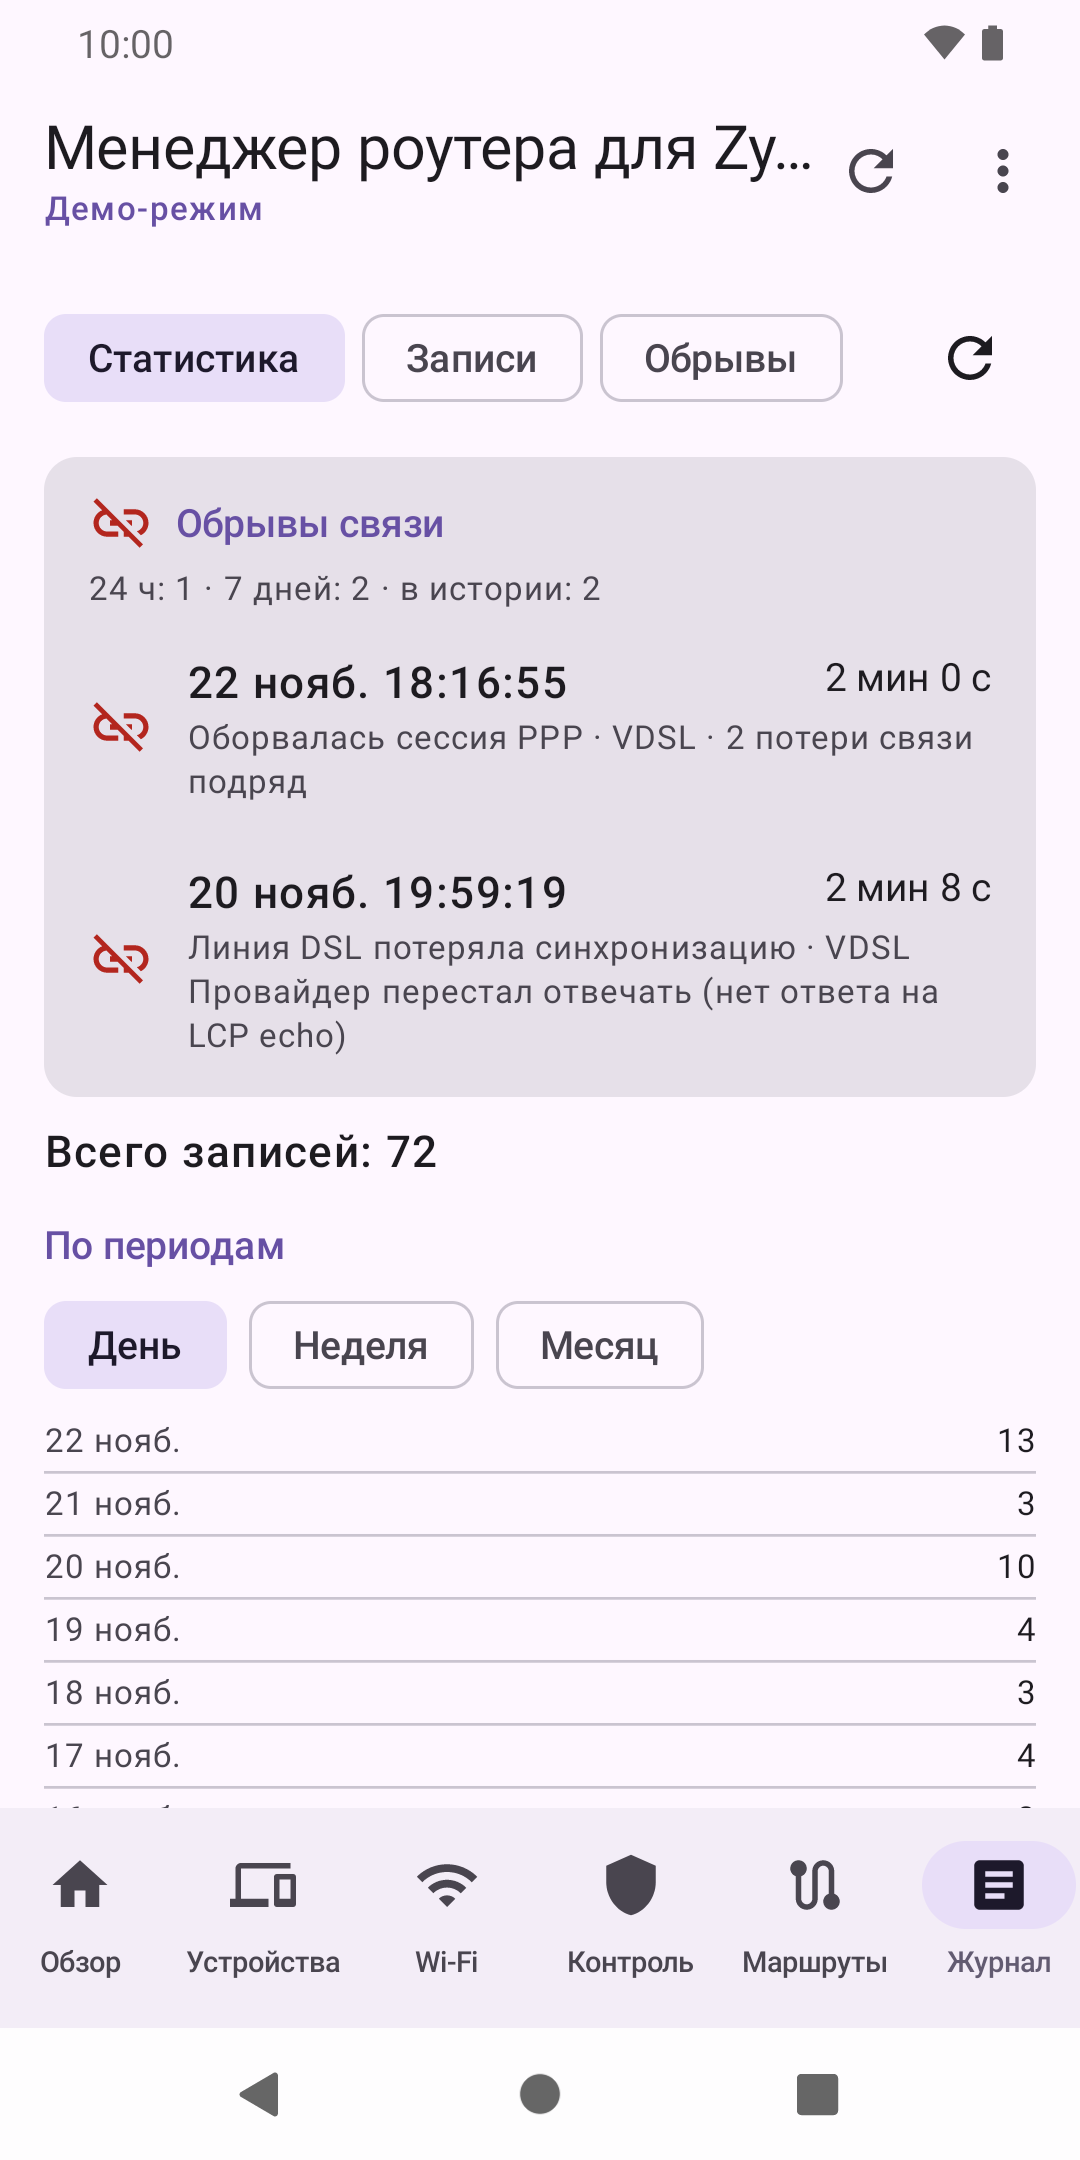 10:00
Менеджер роутера для Zy...
Демо-режим
Статистика
Записи
Обрывы
Обрывы связи
24 ч: 1 · 7 дней: 2 · в истории: 2
22 нояб. 18:16:55
2 мин 0 с
Оборвалась сессия PPP · VDSL · 2 потери связи
подряд
20 нояб. 19:59:19
2 мин 8 с
Линия DSL потеряла синхронизацию · VDSL
Провайдер перестал отвечать (нет ответа на
LCP echo)
Всего записей: 72
По периодам
День
Неделя
Месяц
22 нояб.
13
21 нояб.
3
20 нояб.
10
19 нояб.
4
18 нояб.
3
17 нояб.
4
Обзор
Устройства
Wi-Fi
Контроль
Маршруты
Журнал